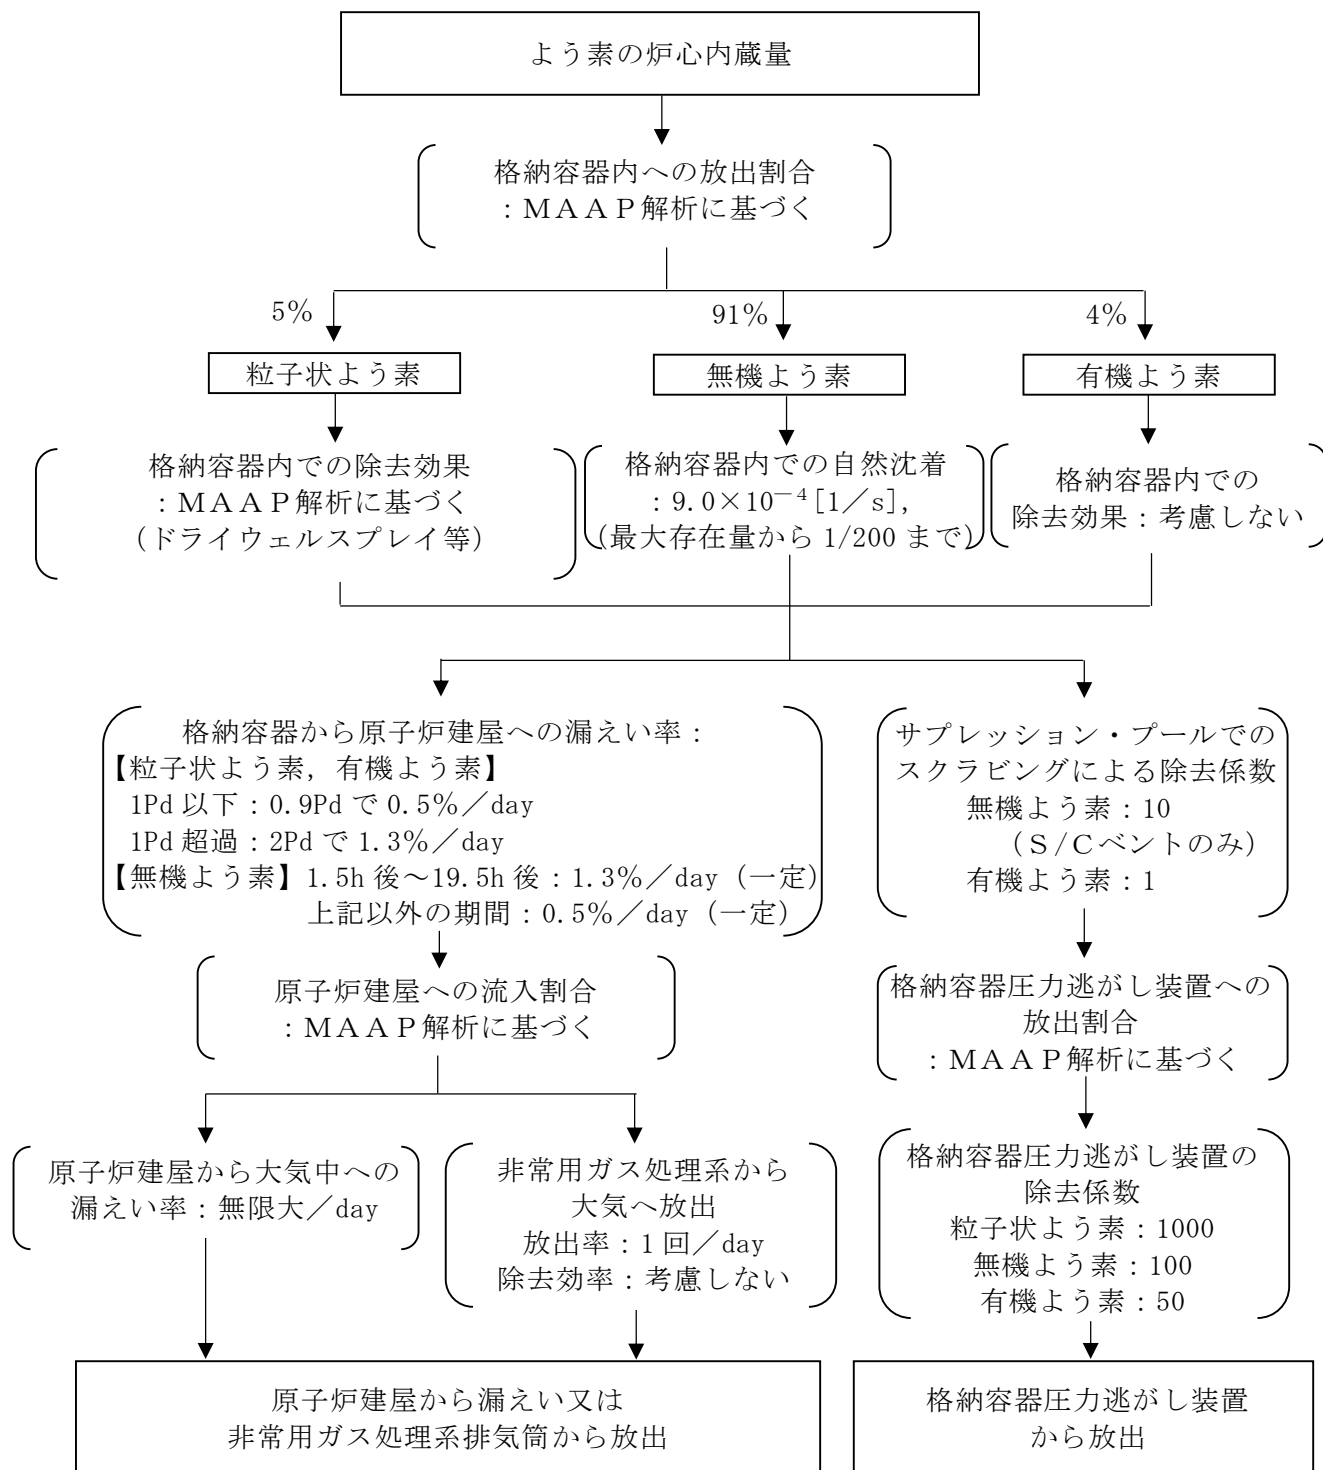 よう素の炉心内蔵量
格納容器内への放出割合
：ＭＡＡＰ解析に基づく
5％
91％
4％
粒子状よう素
無機よう素
有機よう素
格納容器内での除去効果
：ＭＡＡＰ解析に基づく
（ドライウェルスプレイ等）
格納容器内での自然沈着
：9.0×10⁻⁴[1／s]，
（最大存在量から 1/200 まで）
格納容器内での
除去効果：考慮しない
格納容器から原子炉建屋への漏えい率：
【粒子状よう素，有機よう素】
1Pd 以下：0.9Pd で 0.5％／day
1Pd 超過：2Pd で 1.3％／day
【無機よう素】1.5h 後～19.5h 後：1.3％／day（一定）
上記以外の期間：0.5％／day（一定）
サプレッション・プールでの
スクラビングによる除去係数
無機よう素：10
（Ｓ/Ｃベントのみ）
有機よう素：1
原子炉建屋への流入割合
：ＭＡＡＰ解析に基づく
格納容器圧力逃がし装置への
放出割合
：ＭＡＡＰ解析に基づく
原子炉建屋から大気中への
漏えい率：無限大／day
非常用ガス処理系から
大気へ放出
放出率：1 回／day
除去効率：考慮しない
格納容器圧力逃がし装置の
除去係数
粒子状よう素：1000
無機よう素：100
有機よう素：50
原子炉建屋から漏えい又は
非常用ガス処理系排気筒から放出
格納容器圧力逃がし装置
から放出